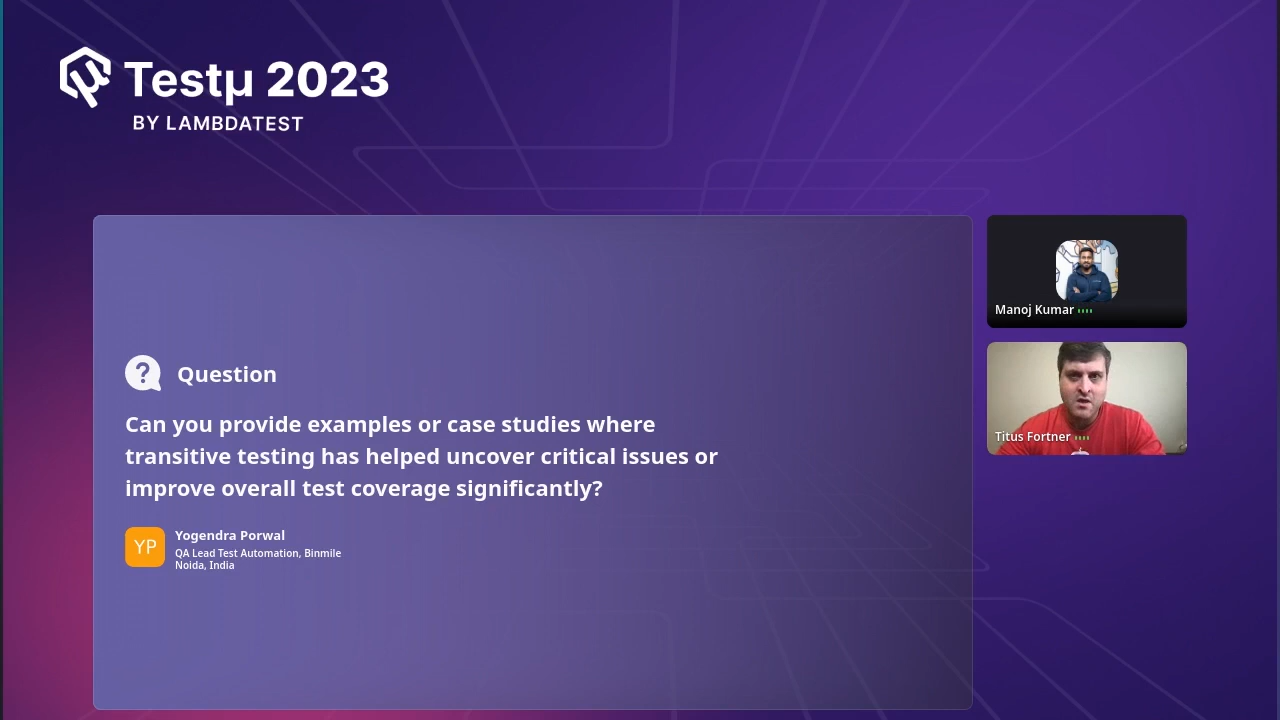 Testμ 2023
BY LAMBDATEST
Question
Can you provide examples or case studies where
transitive testing has helped uncover critical issues or
improve overall test coverage significantly?
YP
Yogendra Porwal
QA Lead Test Automation, Binmile
Noida, India
Manoj Kumar
Titus Fortner